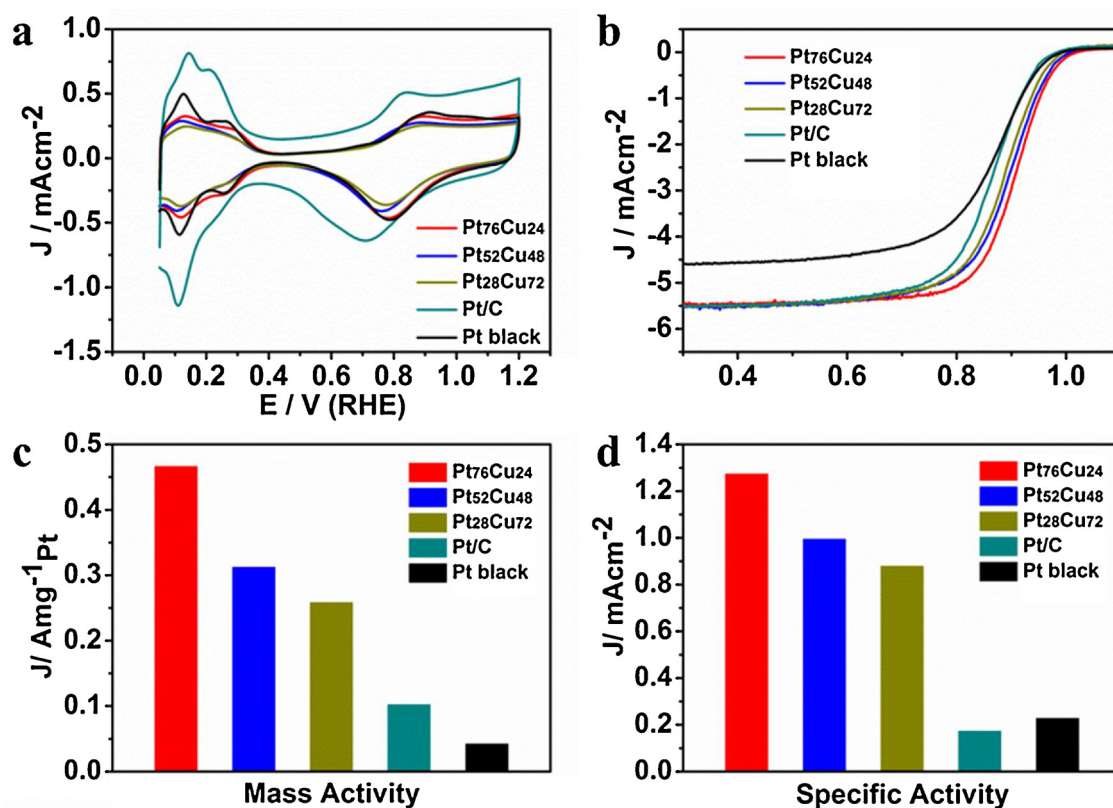 a
J / mAcm-2
1.0
0.5
0.0
-0.5
-1.0
-1.5
0.0 0.2 0.4 0.6 0.8 1.0 1.2
E / V (RHE)
Pt76Cu24
Pt52Cu48
Pt28Cu72
Pt/C
Pt black
b
J / mAcm-2
0
-1
-2
-3
-4
-5
-6
0.4 0.6 0.8 1.0
Pt76Cu24
Pt52Cu48
Pt28Cu72
Pt/C
Pt black
c
J/ Amg-1Pt
0.5
0.4
0.3
0.2
0.1
0.0
Mass Activity
Pt76Cu24
Pt52Cu48
Pt28Cu72
Pt/C
Pt black
d
J/ mAcm-2
1.4
1.2
1.0
0.8
0.6
0.4
0.2
0.0
Specific Activity
Pt76Cu24
Pt52Cu48
Pt28Cu72
Pt/C
Pt black